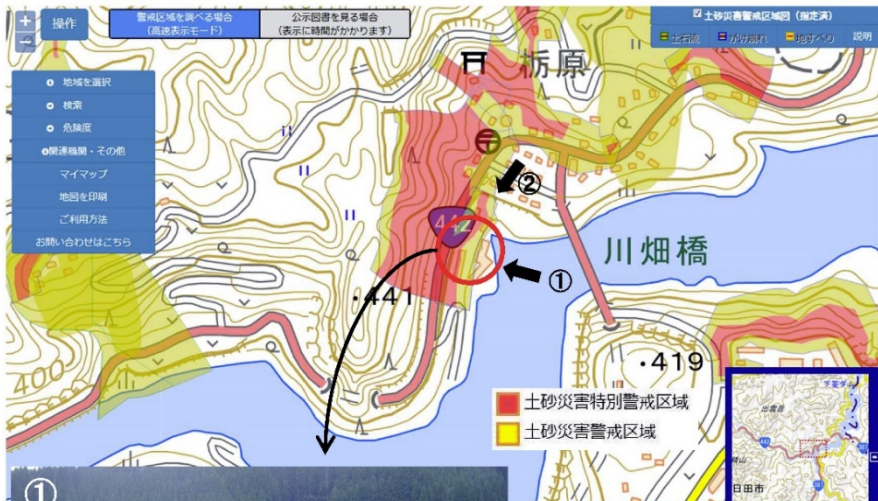 +
−
操作
警戒区域を調べる場合
(高速表示モード)
公示図書を見る場合
(表示に時間がかかります)
土砂災害警戒区域図(指定済)
土石流
がけ崩れ
地すべり
説明
地域を選択
検索
危険度
関連機関・その他
マイマップ
地図を印刷
ご利用方法
お問い合わせはこちら
栃原
②
442
川畑橋
①
・441
・419
400
土砂災害特別警戒区域
土砂災害警戒区域
442
387
日田市
①